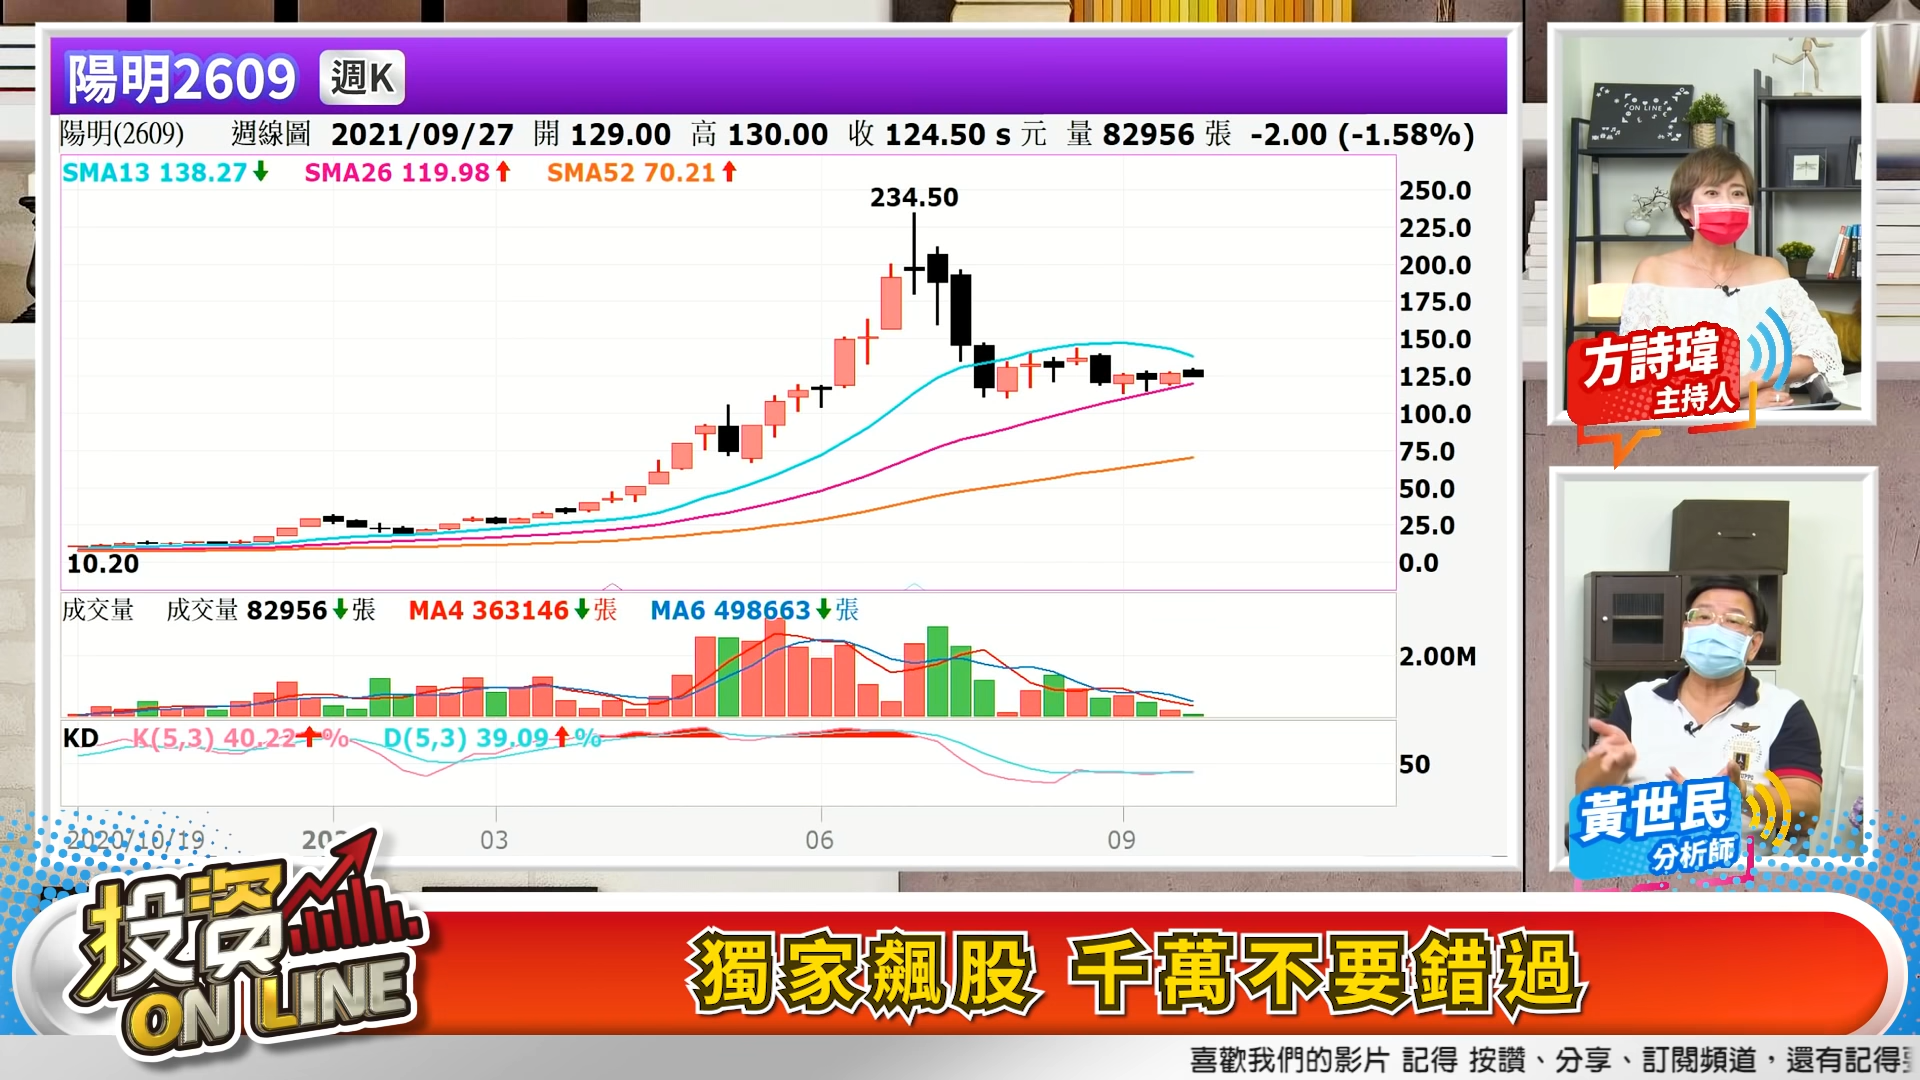 陽明2609 週K
陽明(2609) 週線圖 2021/09/27 開 129.00 高 130.00 收 124.50 s 元 量 82956 張 -2.00 (-1.58%)
SMA13 138.27↓ SMA26 119.98↑ SMA52 70.21↑
234.50
250.0
225.0
200.0
175.0
150.0
125.0
100.0
75.0
50.0
25.0
0.0
10.20
成交量 成交量 82956↓張 MA4 363146↓張 MA6 498663↓張
2.00M
KD K(5,3) 40.22↑% D(5,3) 39.09↑%
50
2020/10/19 202 03 06 09
ON LINE
方詩瑋
主持人
黃世民
分析師
投資
ON LINE
獨家飆股 千萬不要錯過
喜歡我們的影片 記得 按讚、分享、訂閱頻道，還有記得